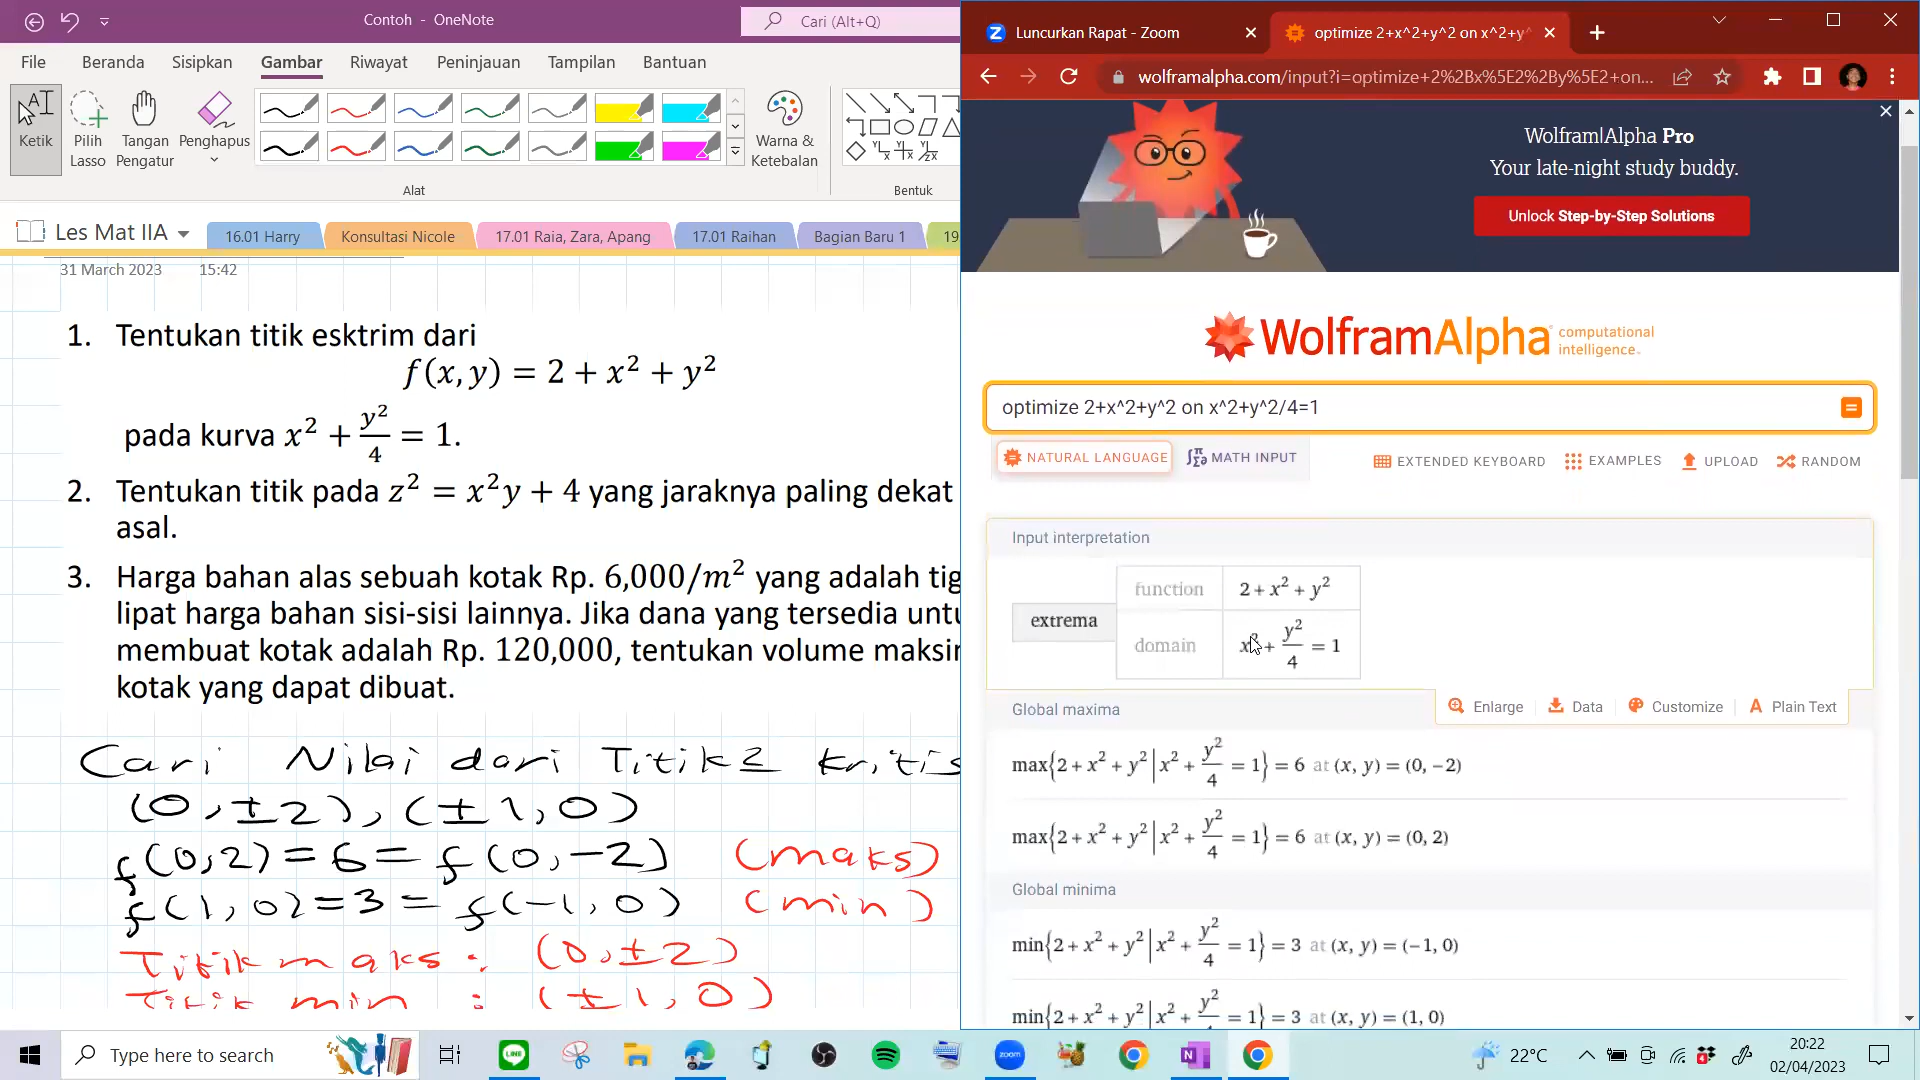 Contoh - OneNote
Cari (Alt+Q)
File Beranda Sisipkan Gambar Riwayat Peninjauan Tampilan Bantuan
Ketik
Pilih Lasso
Tangan Pengatur
Penghapus
Warna & Ketebalan
Alat
Bentuk
Les Mat IIA
16.01 Harry
Konsultasi Nicole
17.01 Raia, Zara, Apang
17.01 Raihan
Bagian Baru 1
19
31 March 2023 15:42
1. Tentukan titik esktrim dari
f(x, y) = 2 + x² + y²
pada kurva x² + y²/4 = 1.
2. Tentukan titik pada z² = x²y + 4 yang jaraknya paling dekat
asal.
3. Harga bahan alas sebuah kotak Rp. 6,000/m² yang adalah tig
lipat harga bahan sisi-sisi lainnya. Jika dana yang tersedia untu
membuat kotak adalah Rp. 120,000, tentukan volume maksi
kotak yang dapat dibuat.
Cari Nilai dari Titik2 kritis
(0, ±2), (±1, 0)
f(0,2) = 6 = f(0,-2) (maks)
f(1,0) = 3 = f(-1,0) (min)
Titik maks : (0, ±2)
Titik min : (±1, 0)
Luncurkan Rapat - Zoom
optimize 2+x^2+y^2 on x^2+y^
wolframalpha.com/input?i=optimize+2%2Bx%5E2%2By%5E2+on...
Wolfram|Alpha Pro
Your late-night study buddy.
Unlock Step-by-Step Solutions
WolframAlpha computational intelligence.
optimize 2+x^2+y^2 on x^2+y^2/4=1
NATURAL LANGUAGE
MATH INPUT
EXTENDED KEYBOARD
EXAMPLES
UPLOAD
RANDOM
Input interpretation
extrema
function 2 + x² + y²
domain x² + y²/4 = 1
Enlarge Data Customize Plain Text
Global maxima
max{2 + x² + y² | x² + y²/4 = 1} = 6 at (x, y) = (0, −2)
max{2 + x² + y² | x² + y²/4 = 1} = 6 at (x, y) = (0, 2)
Global minima
min{2 + x² + y² | x² + y²/4 = 1} = 3 at (x, y) = (−1, 0)
min{2 + x² + y² | x² + y²/4 = 1} = 3 at (x, y) = (1, 0)
Type here to search
LINE
zoom
22°C
20:22
02/04/2023